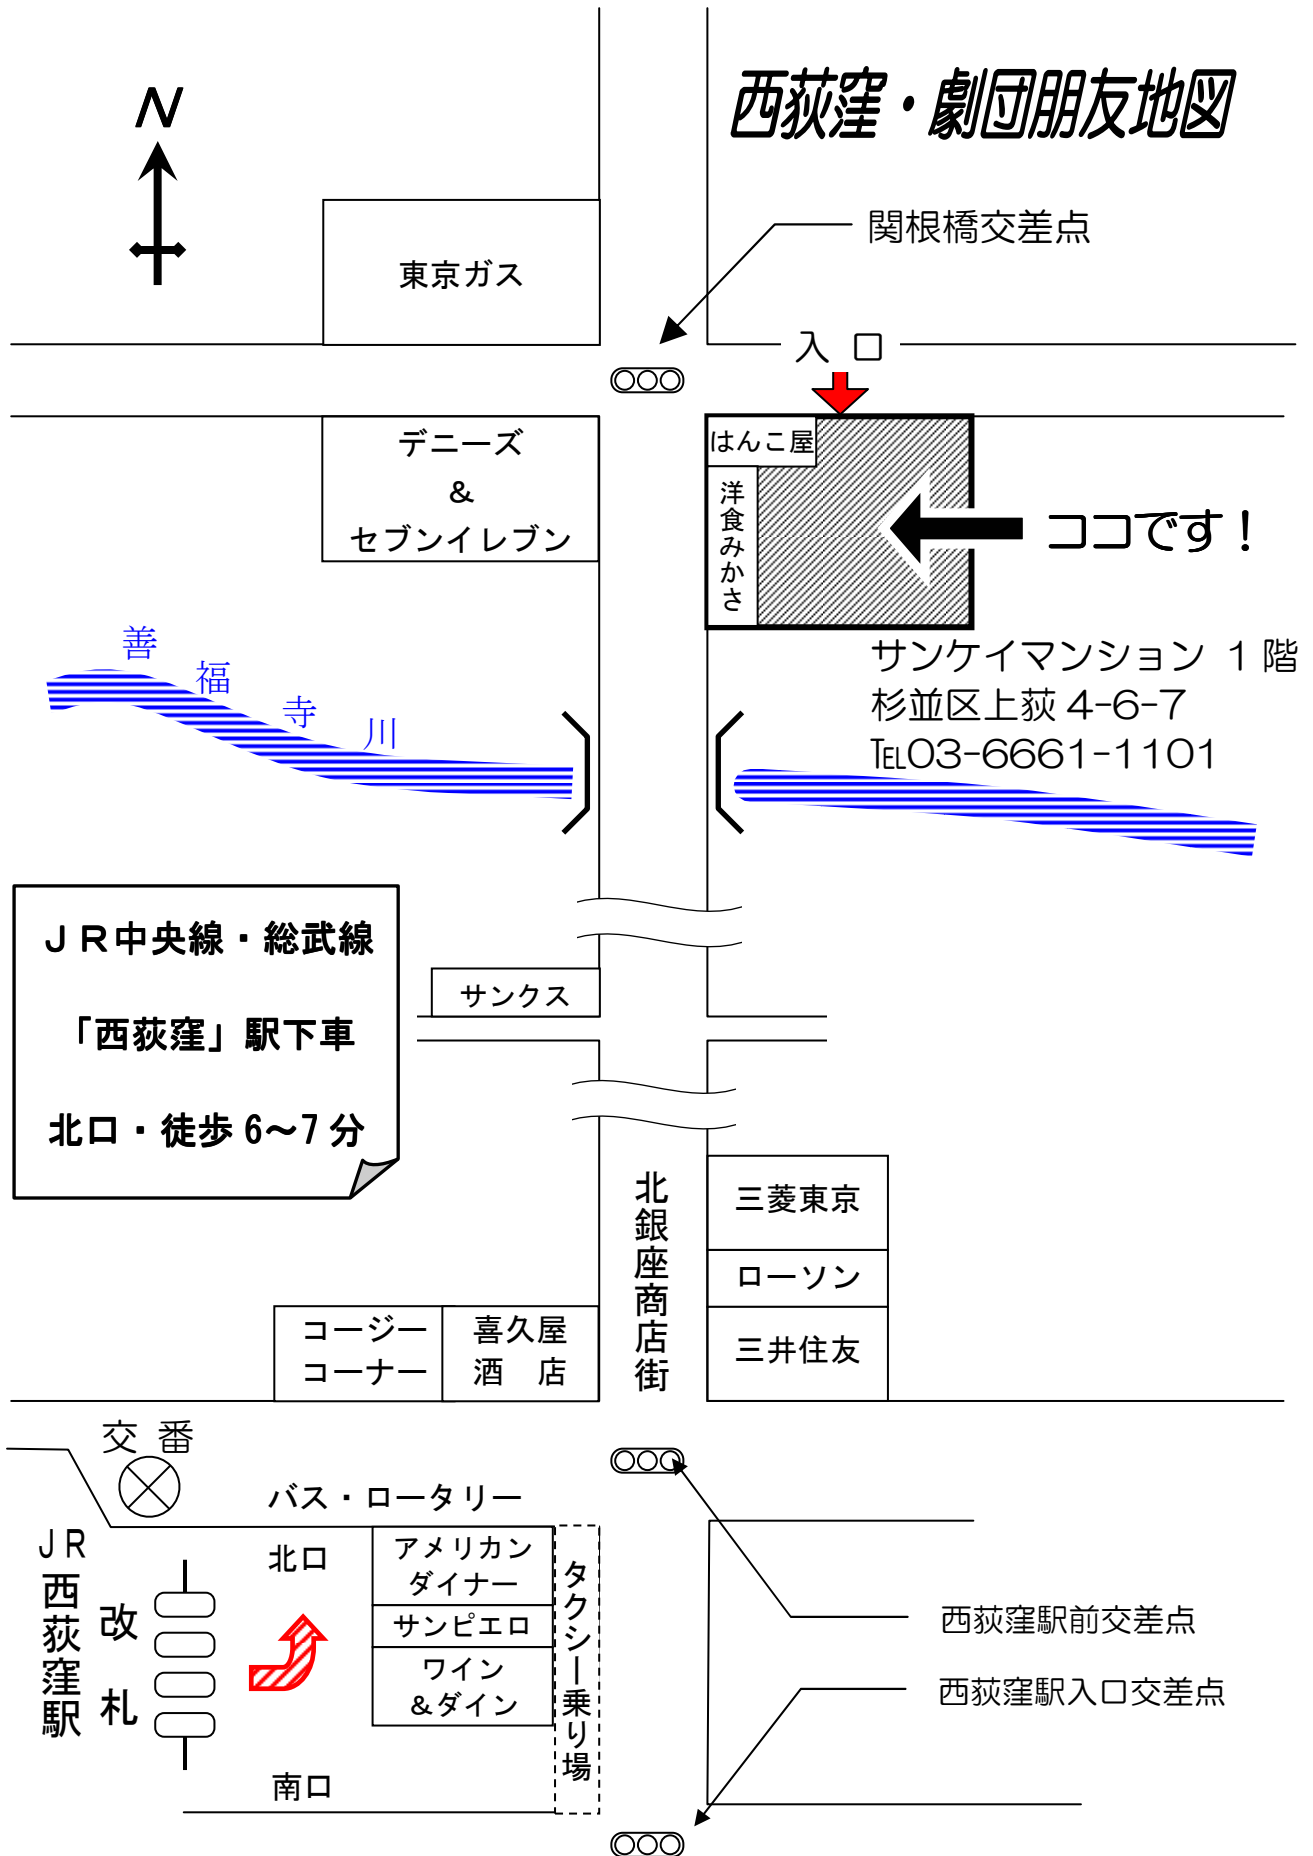 西荻窪・劇団朋友地図
N
関根橋交差点
東京ガス
入口
デニーズ
&
セブンイレブン
はんこ屋
洋食みかさ
ココです！
善福寺川
サンケイマンション 1階
杉並区上荻 4-6-7
℡03-6661-1101
ＪＲ中央線・総武線
「西荻窪」駅下車
北口・徒歩 6～7 分
サンクス
北銀座商店街
三菱東京
ローソン
三井住友
コージー
コーナー
喜久屋
酒　店
交番
バス・ロータリー
ＪＲ
西荻窪駅
改札
北口
アメリカン
ダイナー
サンピエロ
ワイン
＆ダイン
タクシー乗り場
南口
西荻窪駅前交差点
西荻窪駅入口交差点